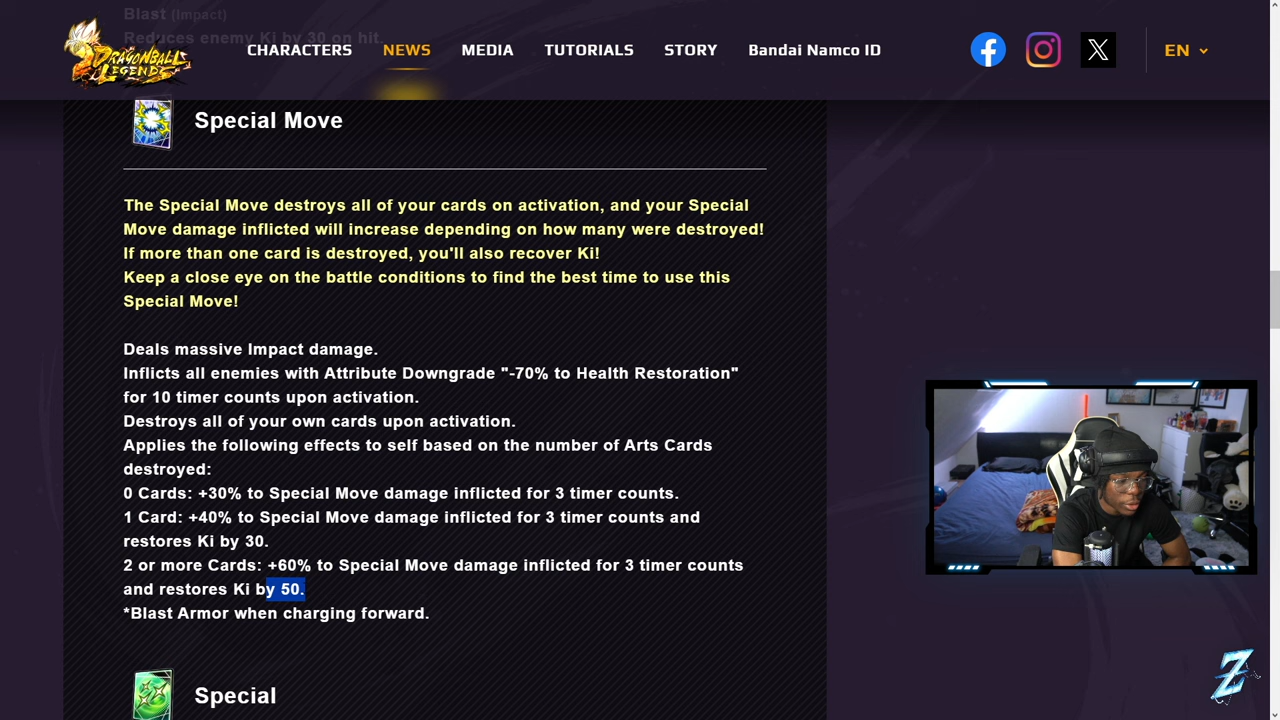 Blast (Impact)
Reduces enemy Ki by 30 on hit.
DRAGONBALL
LEGENDS
CHARACTERS
NEWS
MEDIA
TUTORIALS
STORY
Bandai Namco ID
EN
Special Move
The Special Move destroys all of your cards on activation, and your Special
Move damage inflicted will increase depending on how many were destroyed!
If more than one card is destroyed, you'll also recover Ki!
Keep a close eye on the battle conditions to find the best time to use this
Special Move!
Deals massive Impact damage.
Inflicts all enemies with Attribute Downgrade "-70% to Health Restoration"
for 10 timer counts upon activation.
Destroys all of your own cards upon activation.
Applies the following effects to self based on the number of Arts Cards
destroyed:
0 Cards: +30% to Special Move damage inflicted for 3 timer counts.
1 Card: +40% to Special Move damage inflicted for 3 timer counts and
restores Ki by 30.
2 or more Cards: +60% to Special Move damage inflicted for 3 timer counts
and restores Ki by 50.
*Blast Armor when charging forward.
Special
Z